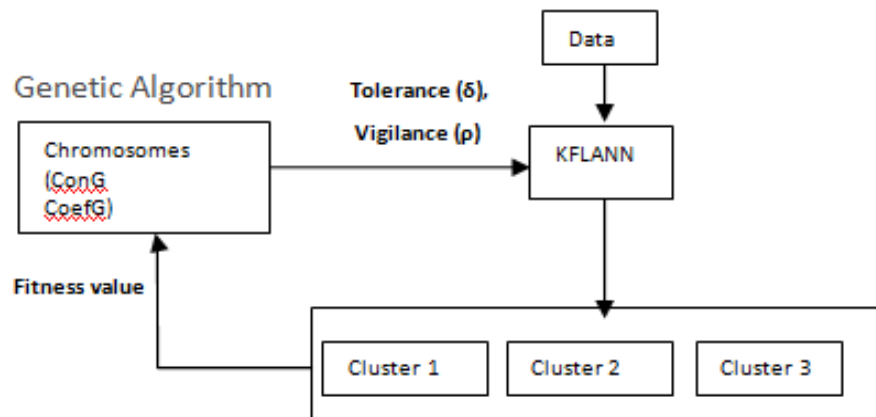 Data
Genetic Algorithm
Tolerance (δ),
Vigilance (ρ)
Chromosomes
(ConG
CoefG)
KFLANN
Fitness value
Cluster 1
Cluster 2
Cluster 3